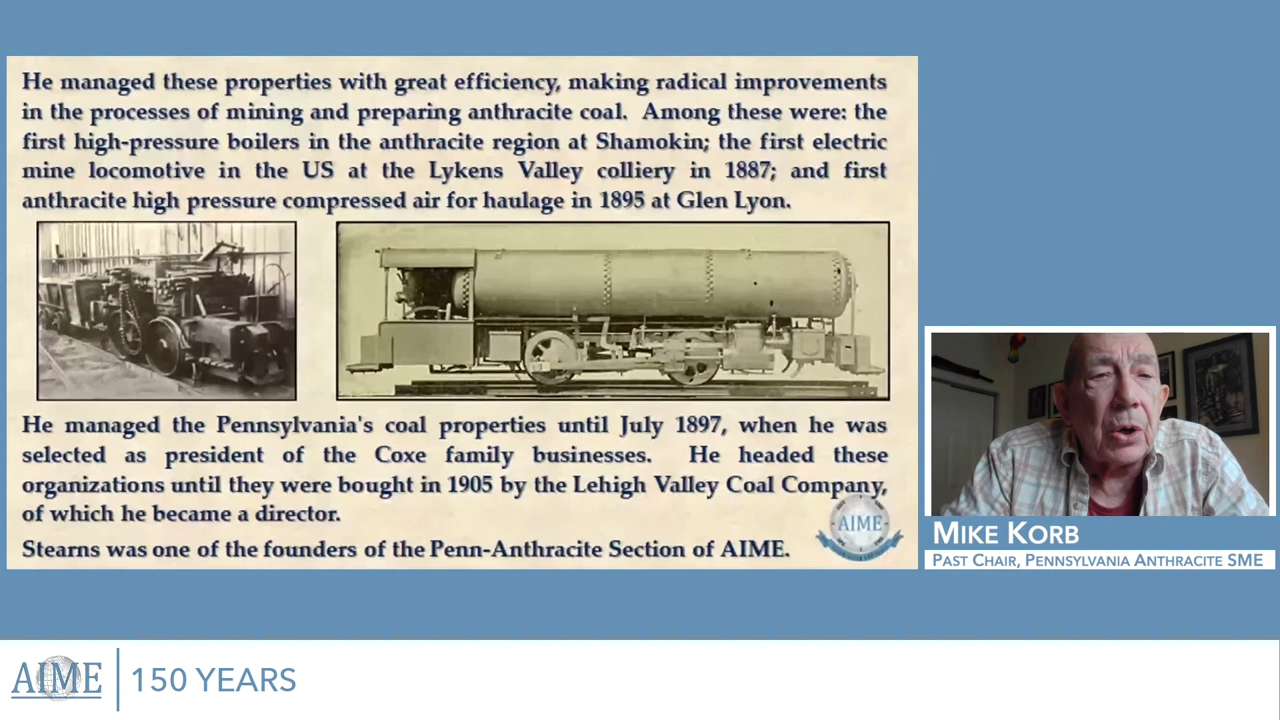 He managed these properties with great efficiency, making radical improvements
in the processes of mining and preparing anthracite coal. Among these were: the
first high-pressure boilers in the anthracite region at Shamokin; the first electric
mine locomotive in the US at the Lykens Valley colliery in 1887; and first
anthracite high pressure compressed air for haulage in 1895 at Glen Lyon.
He managed the Pennsylvania's coal properties until July 1897, when he was
selected as president of the Coxe family businesses. He headed these
organizations until they were bought in 1905 by the Lehigh Valley Coal Company,
of which he became a director.
Stearns was one of the founders of the Penn-Anthracite Section of AIME.
AIME
MIKE KORB
PAST CHAIR, PENNSYLVANIA ANTHRACITE SME
AIME
150 YEARS